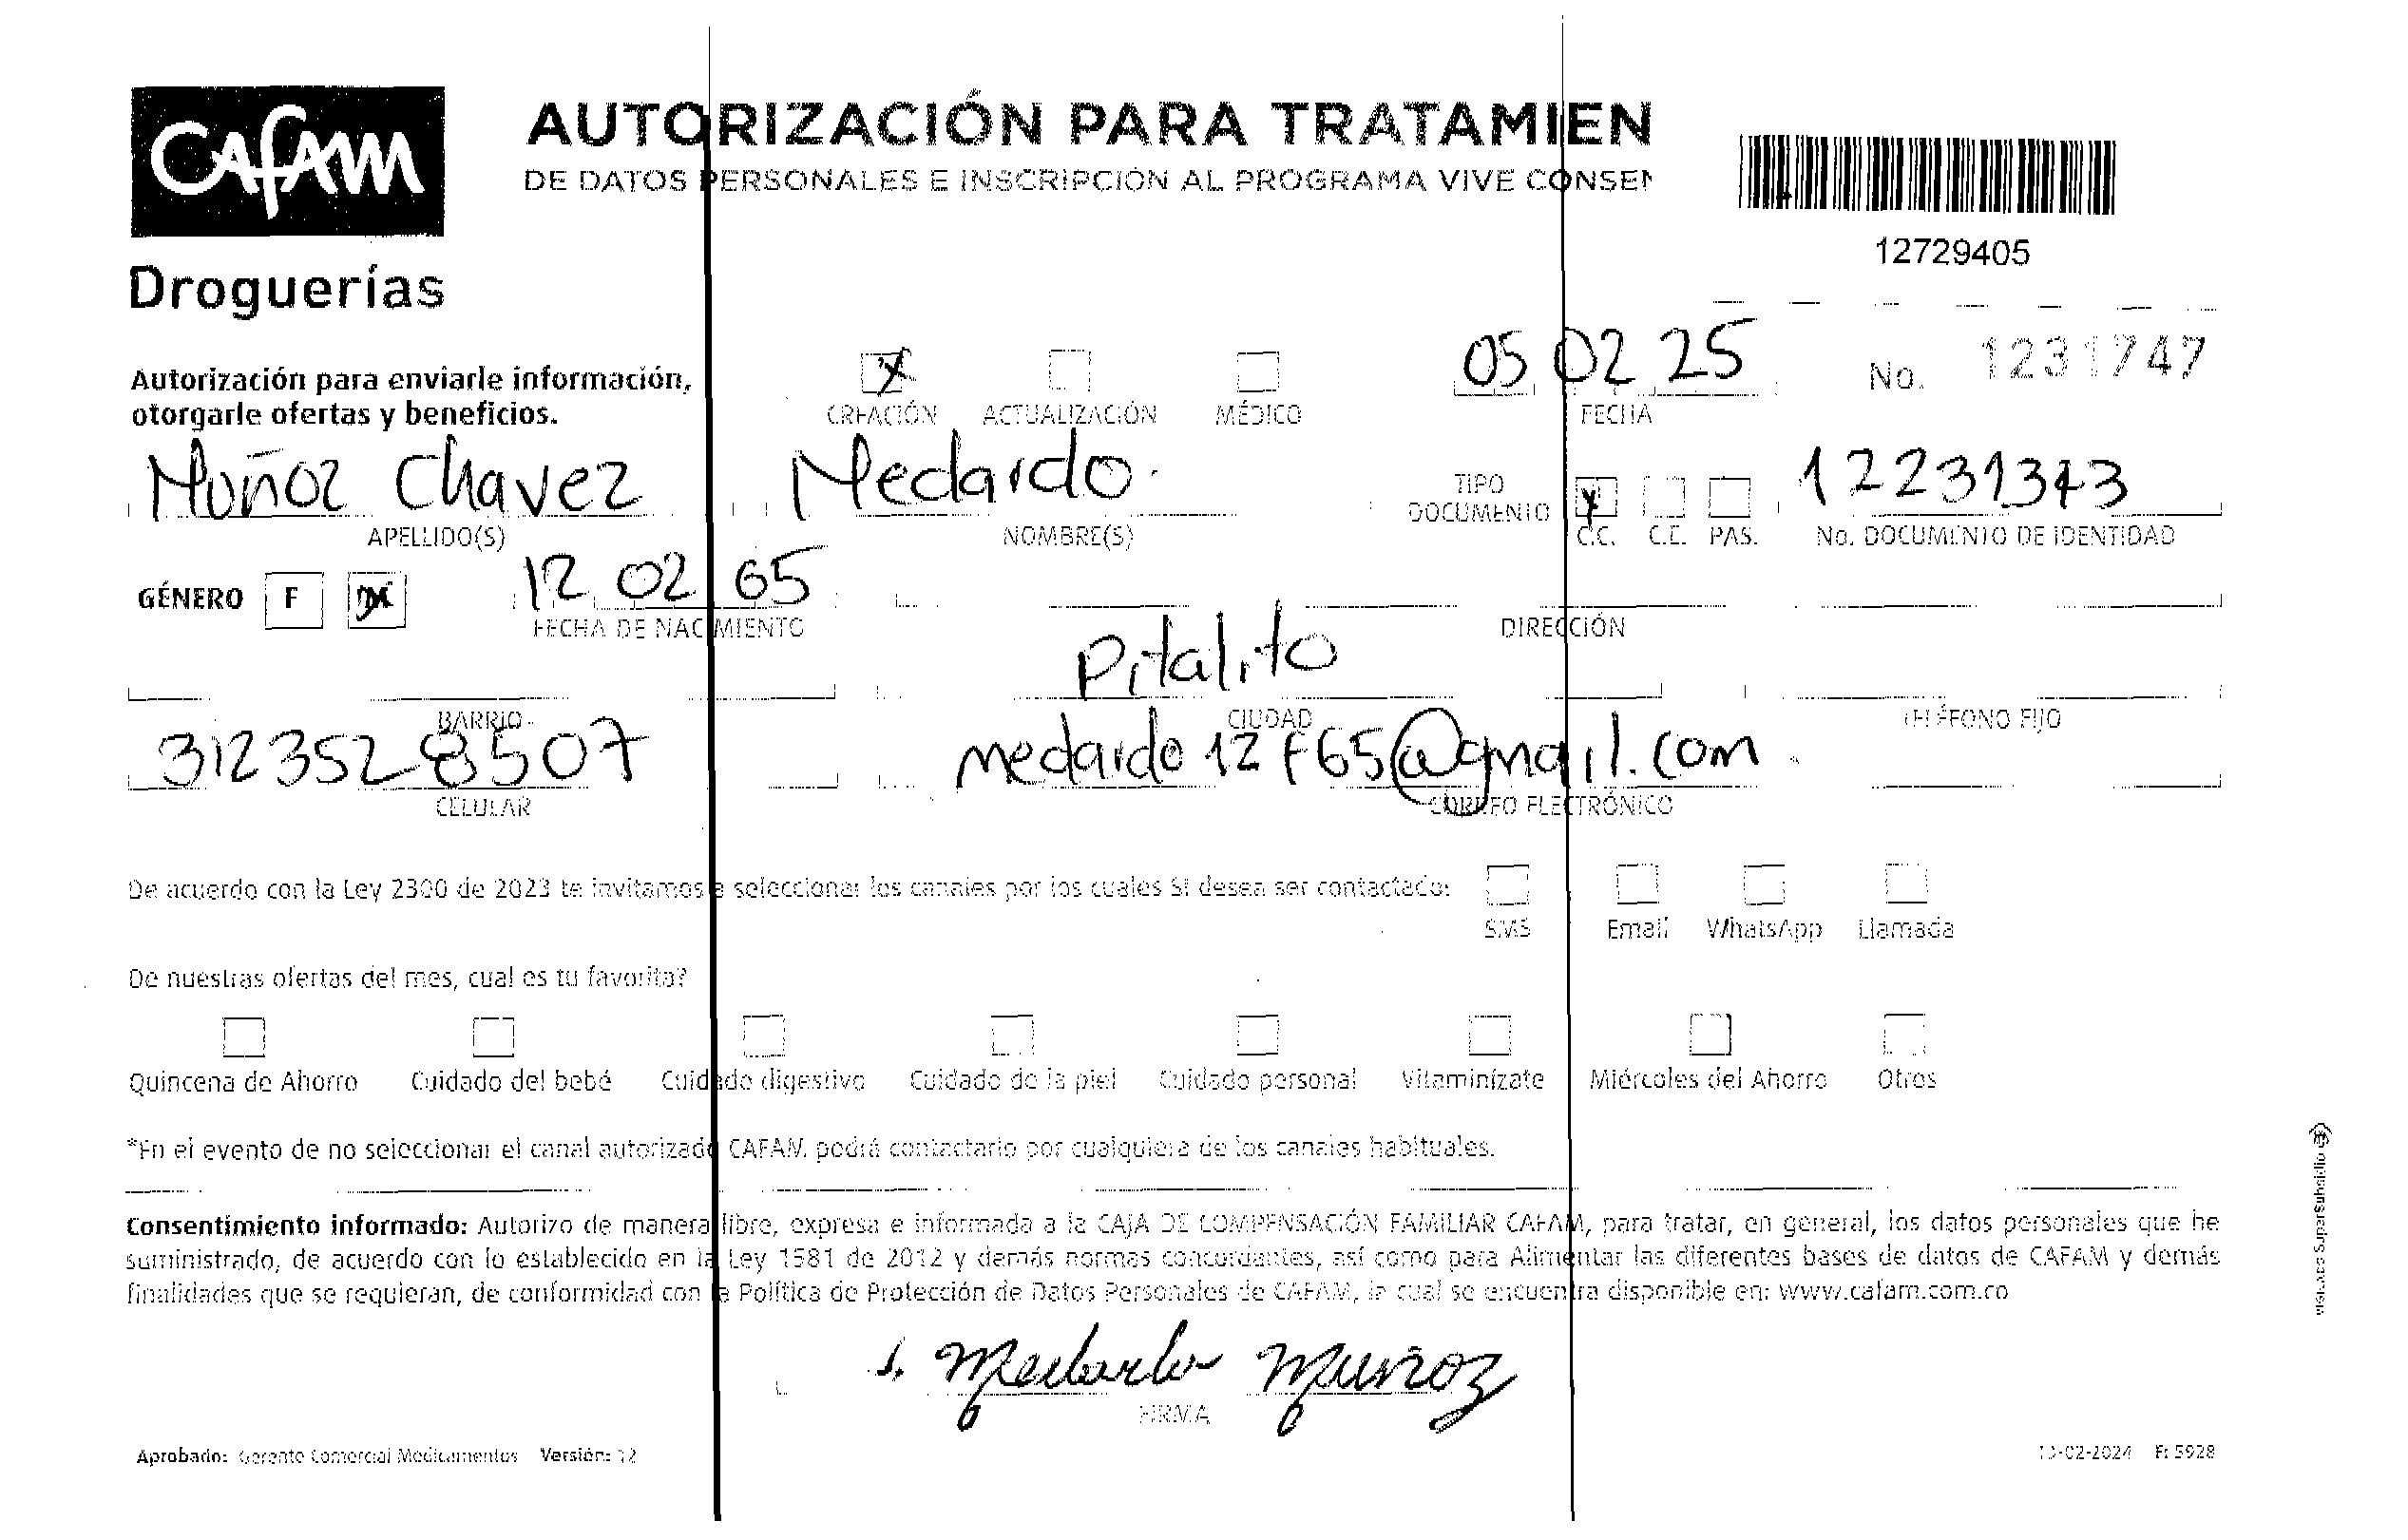 CAFAM
Droguerías
AUTORIZACIÓN PARA TRATAMIEN
DE DATOS PERSONALES E INSCRIPCIÓN AL PROGRAMA VIVE CONSEN
12729405
Autorización para enviarle información,
otorgarle ofertas y beneficios.
X
CREACIÓN ACTUALIZACIÓN MÉDICO
05 02 25
FECHA
No. 1231747
Muñoz Chavez
APELLIDO(S)
Medardo
NOMBRE(S)
TIPO
DOCUMENTO
X
C.C. C.E. PAS.
12231343
No. DOCUMENTO DE IDENTIDAD
GÉNERO F M
12 02 65
FECHA DE NACIMIENTO
DIRECCIÓN
BARRIO
Pitalito
CIUDAD
TELÉFONO FIJO
3123528507
CELULAR
medardo12f65@gmail.com
CORREO ELECTRÓNICO
De acuerdo con la Ley 2300 de 2023 te invitamos a seleccionar los canales por los cuales SI desea ser contactado:
SMS Email WhatsApp Llamada
De nuestras ofertas del mes, cual es tu favorita?
Quincena de Ahorro Cuidado del bebé Cuidado digestivo Cuidado de la piel Cuidado personal Vitaminízate Miércoles del Ahorro Otros
*En el evento de no seleccionar el canal autorizado CAFAM, podrá contactarlo por cualquiera de los canales habituales.
Consentimiento informado: Autorizo de manera libre, expresa e informada a la CAJA DE COMPENSACIÓN FAMILIAR CAFAM, para tratar, en general, los datos personales que he
suministrado, de acuerdo con lo establecido en la Ley 1581 de 2012 y demás normas concordantes, así como para Alimentar las diferentes bases de datos de CAFAM y demás
finalidades que se requieran, de conformidad con la Política de Protección de Datos Personales de CAFAM, la cual se encuentra disponible en: www.cafam.com.co
Medardo Muñoz
FIRMA
Aprobado: Gerente Comercial Medicamentos Versión: 12
13-02-2024 F: 5928
VIGILADO SuperSubsidio